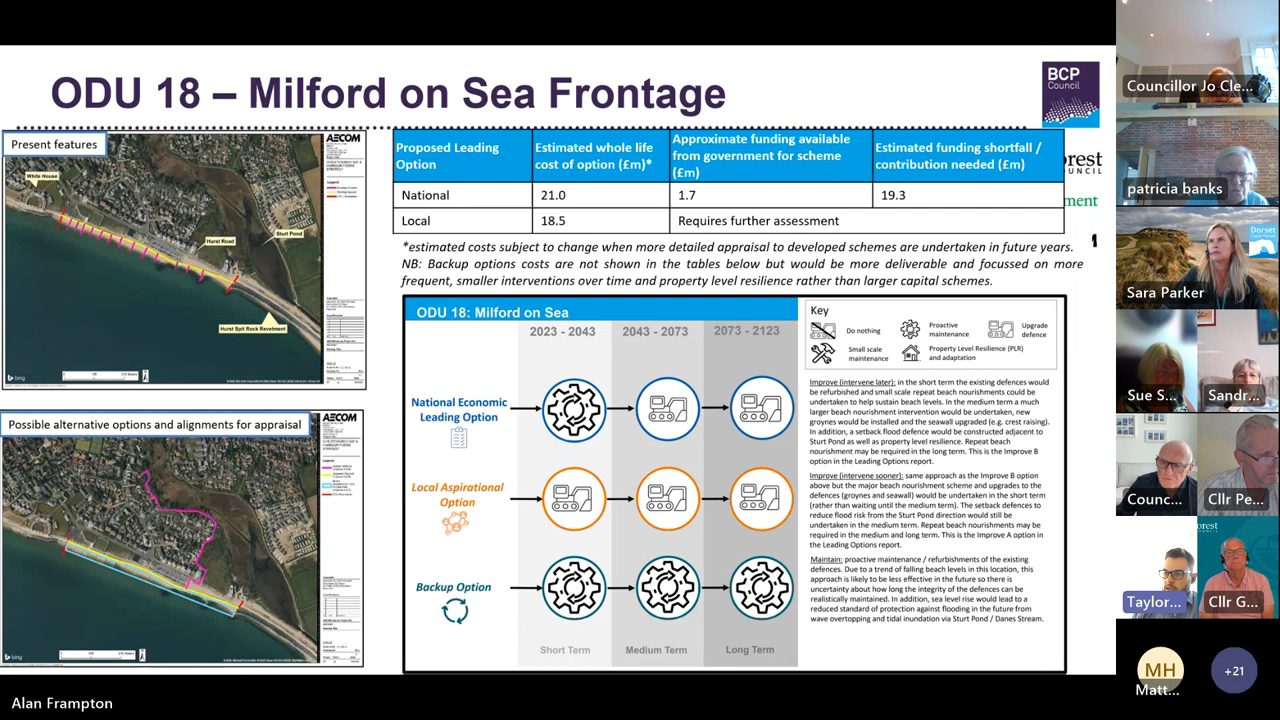 ODU 18 – Milford on Sea Frontage
BCP
Council
Present features
AECOM
White House
Sturt Pond
Hurst Road
Hurst Spit Rock Revetment
bing
Possible alternative options and alignments for appraisal
AECOM
bing
Proposed Leading Option
Estimated whole life cost of option (£m)*
Approximate funding available from government for scheme (£m)
Estimated funding shortfall / contribution needed (£m)
National 21.0 1.7 19.3
Local 18.5 Requires further assessment
orest
OUNCIL
ment
*estimated costs subject to change when more detailed appraisal to developed schemes are undertaken in future years.
NB: Backup options costs are not shown in the tables below but would be more deliverable and focussed on more
frequent, smaller interventions over time and property level resilience rather than larger capital schemes.
ODU 18: Milford on Sea
2023 - 2043 2043 - 2073 2073 - 2123
National Economic
Leading Option
Local Aspirational
Option
Backup Option
Short Term Medium Term Long Term
Key
Do nothing
Proactive
maintenance
Upgrade
defence
Small scale
maintenance
Property Level Resilience (PLR)
and adaptation
Improve (intervene later): in the short term the existing defences would
be refurbished and small scale repeat beach nourishments could be
undertaken to help sustain beach levels. In the medium term a much
larger beach nourishment intervention would be undertaken, new
groynes would be installed and the seawall upgraded (e.g. crest raising).
In addition, a setback flood defence would be constructed adjacent to
Sturt Pond as well as property level resilience. Repeat beach
nourishment may be required in the long term. This is the Improve B
option in the Leading Options report.
Improve (intervene sooner): same approach as the Improve B option
above but the major beach nourishment scheme and upgrades to the
defences (groynes and seawall) would be undertaken in the short term
(rather than waiting until the medium term). The setback defences to
reduce flood risk from the Sturt Pond direction would still be
undertaken in the medium term. Repeat beach nourishments may be
required in the medium and long term. This is the Improve A option in
the Leading Options report.
Maintain: proactive maintenance / refurbishments of the existing
defences. Due to a trend of falling beach levels in this location, this
approach is likely to be less effective in the future so there is
uncertainty about how long the integrity of the defences can be
realistically maintained. In addition, sea level rise would lead to a
reduced standard of protection against flooding in the future from
wave overtopping and tidal inundation via Sturt Pond / Danes Stream.
Councillor Jo Cle...
patricia banks
Dorset
Sara Parker
Sue S...
Sandr...
Counc...
Cllr Pe...
orest
Taylor...
Cllr G...
MH
Matt...
+21
Alan Frampton